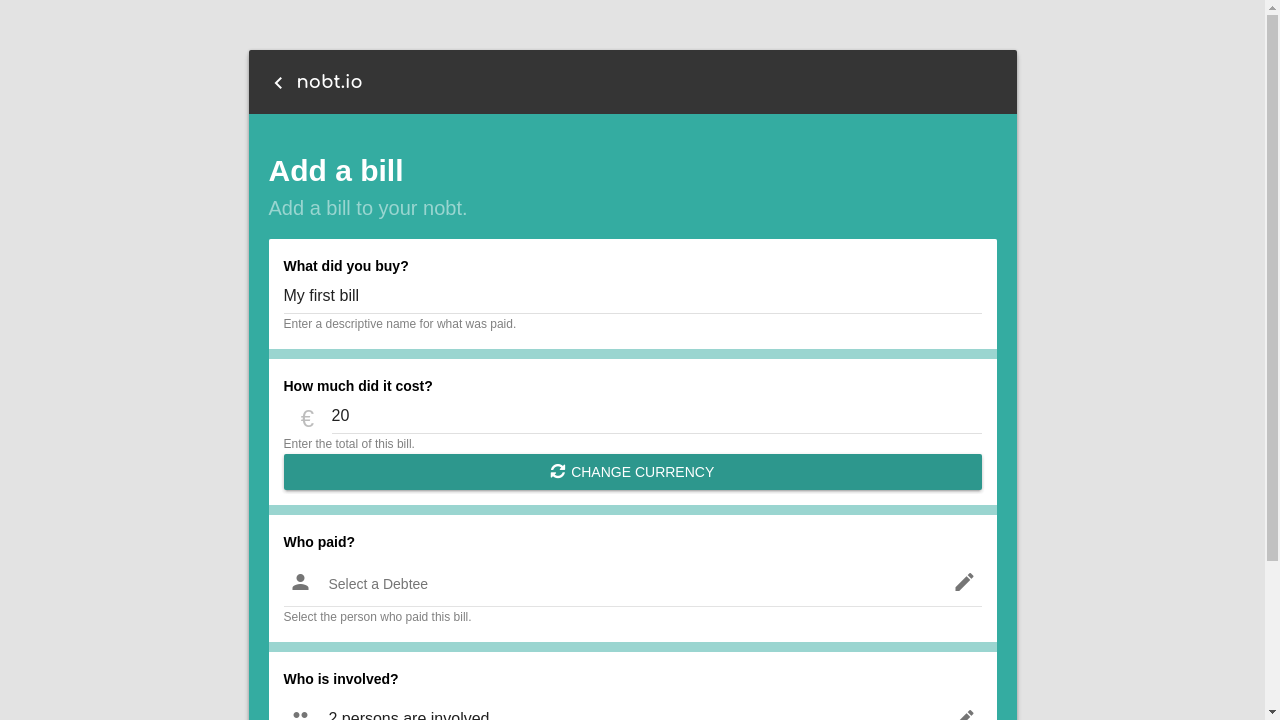 nobt.io
Add a bill
Add a bill to your nobt.
What did you buy?
My first bill
Enter a descriptive name for what was paid.
How much did it cost?
€ 20
Enter the total of this bill.
CHANGE CURRENCY
Who paid?
Select a Debtee
Select the person who paid this bill.
Who is involved?
2 persons are involved